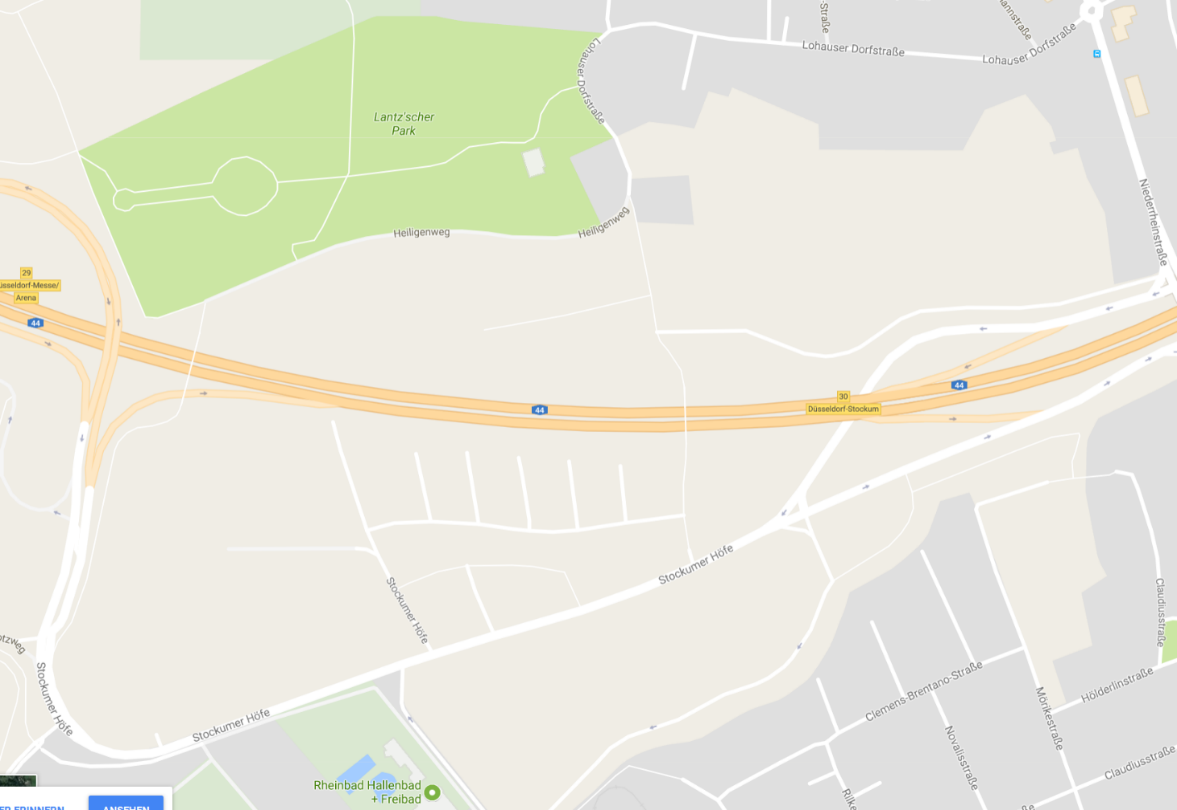 Lohauser Dorfstraße
Lohauser Dorfstraße
Lohauser Dorfstraße
Lantz'scher
Park
Niederrheinstraße
Heiligenweg
Heiligenweg
29
Arena
44
44
30
Düsseldorf-Stockum
44
Stockumer Höfe
Stockumer Höfe
Stockumer Höfe
Stockumer Höfe
Claudiusstraße
Clemens-Brentano-Straße
Hölderlinstraße
Mörikestraße
Novalisstraße
Claudiusstraße
Rheinbad Hallenbad
+ Freibad
ANSEHEN